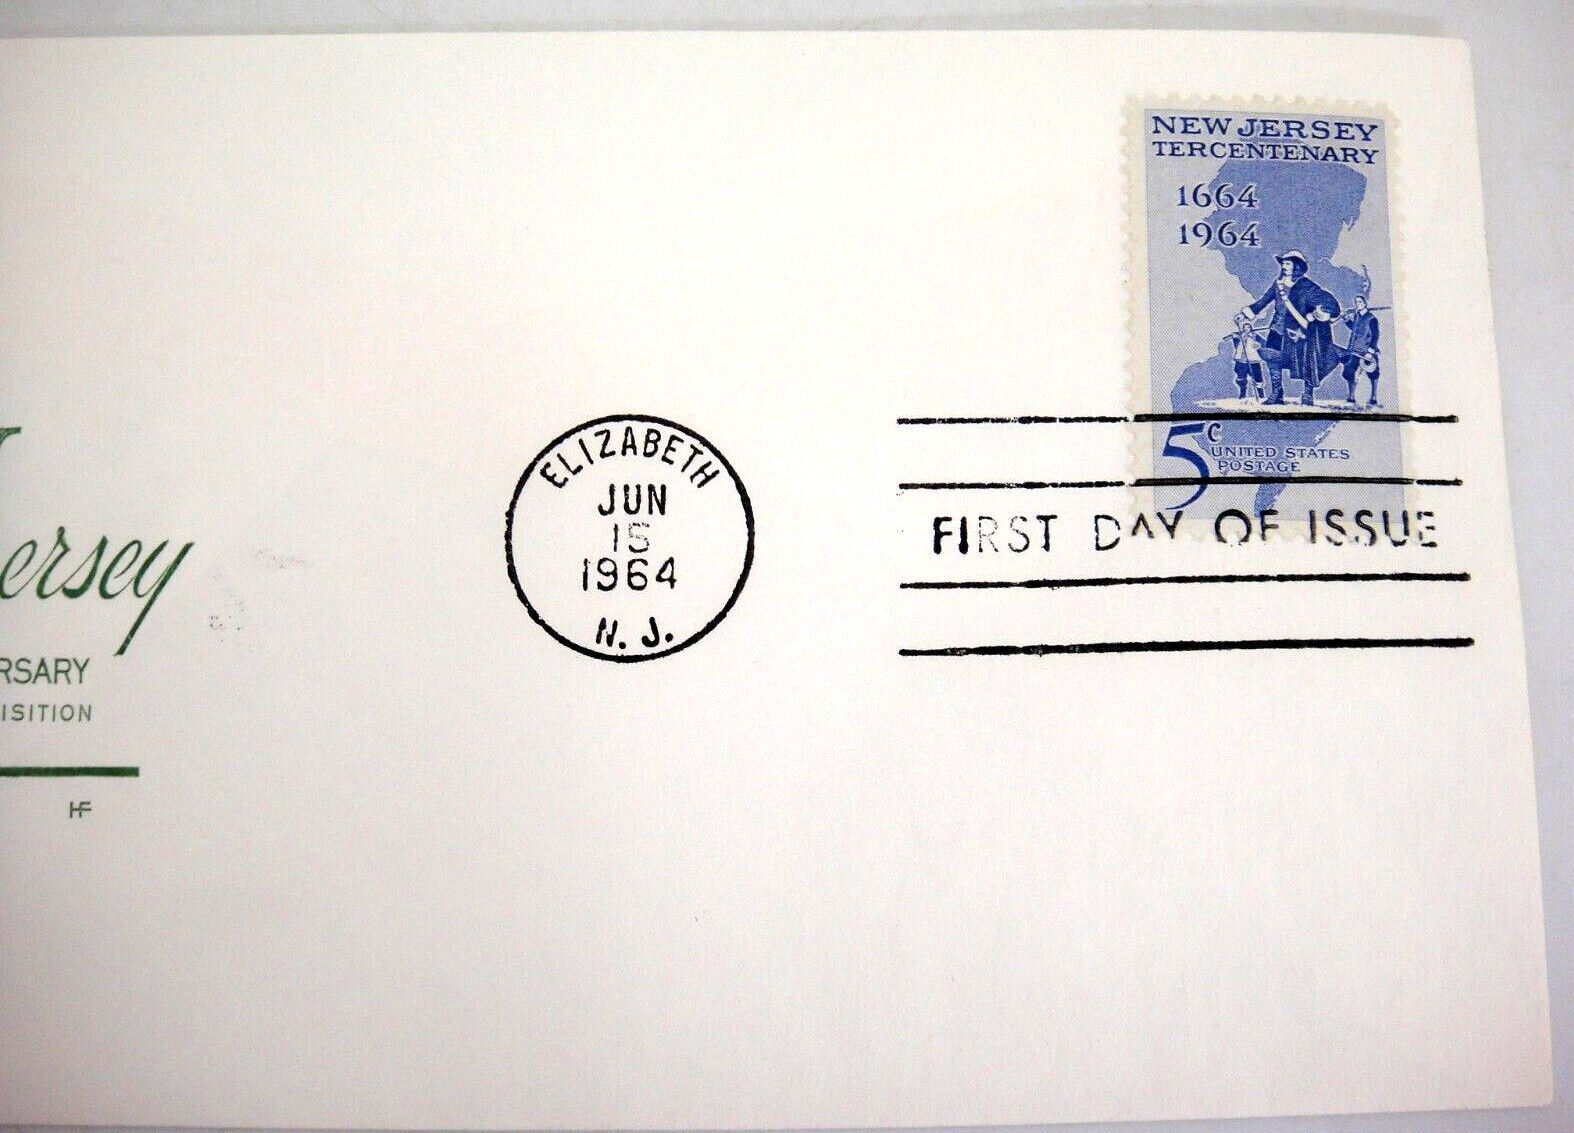 NEW JERSEY
TERCENTENARY
1664
1964
5c
UNITED STATES
POSTAGE
ELIZABETH
JUN
15
1964
N. J.
FIRST DAY OF ISSUE
ersey
RSARY
ISITION
HF